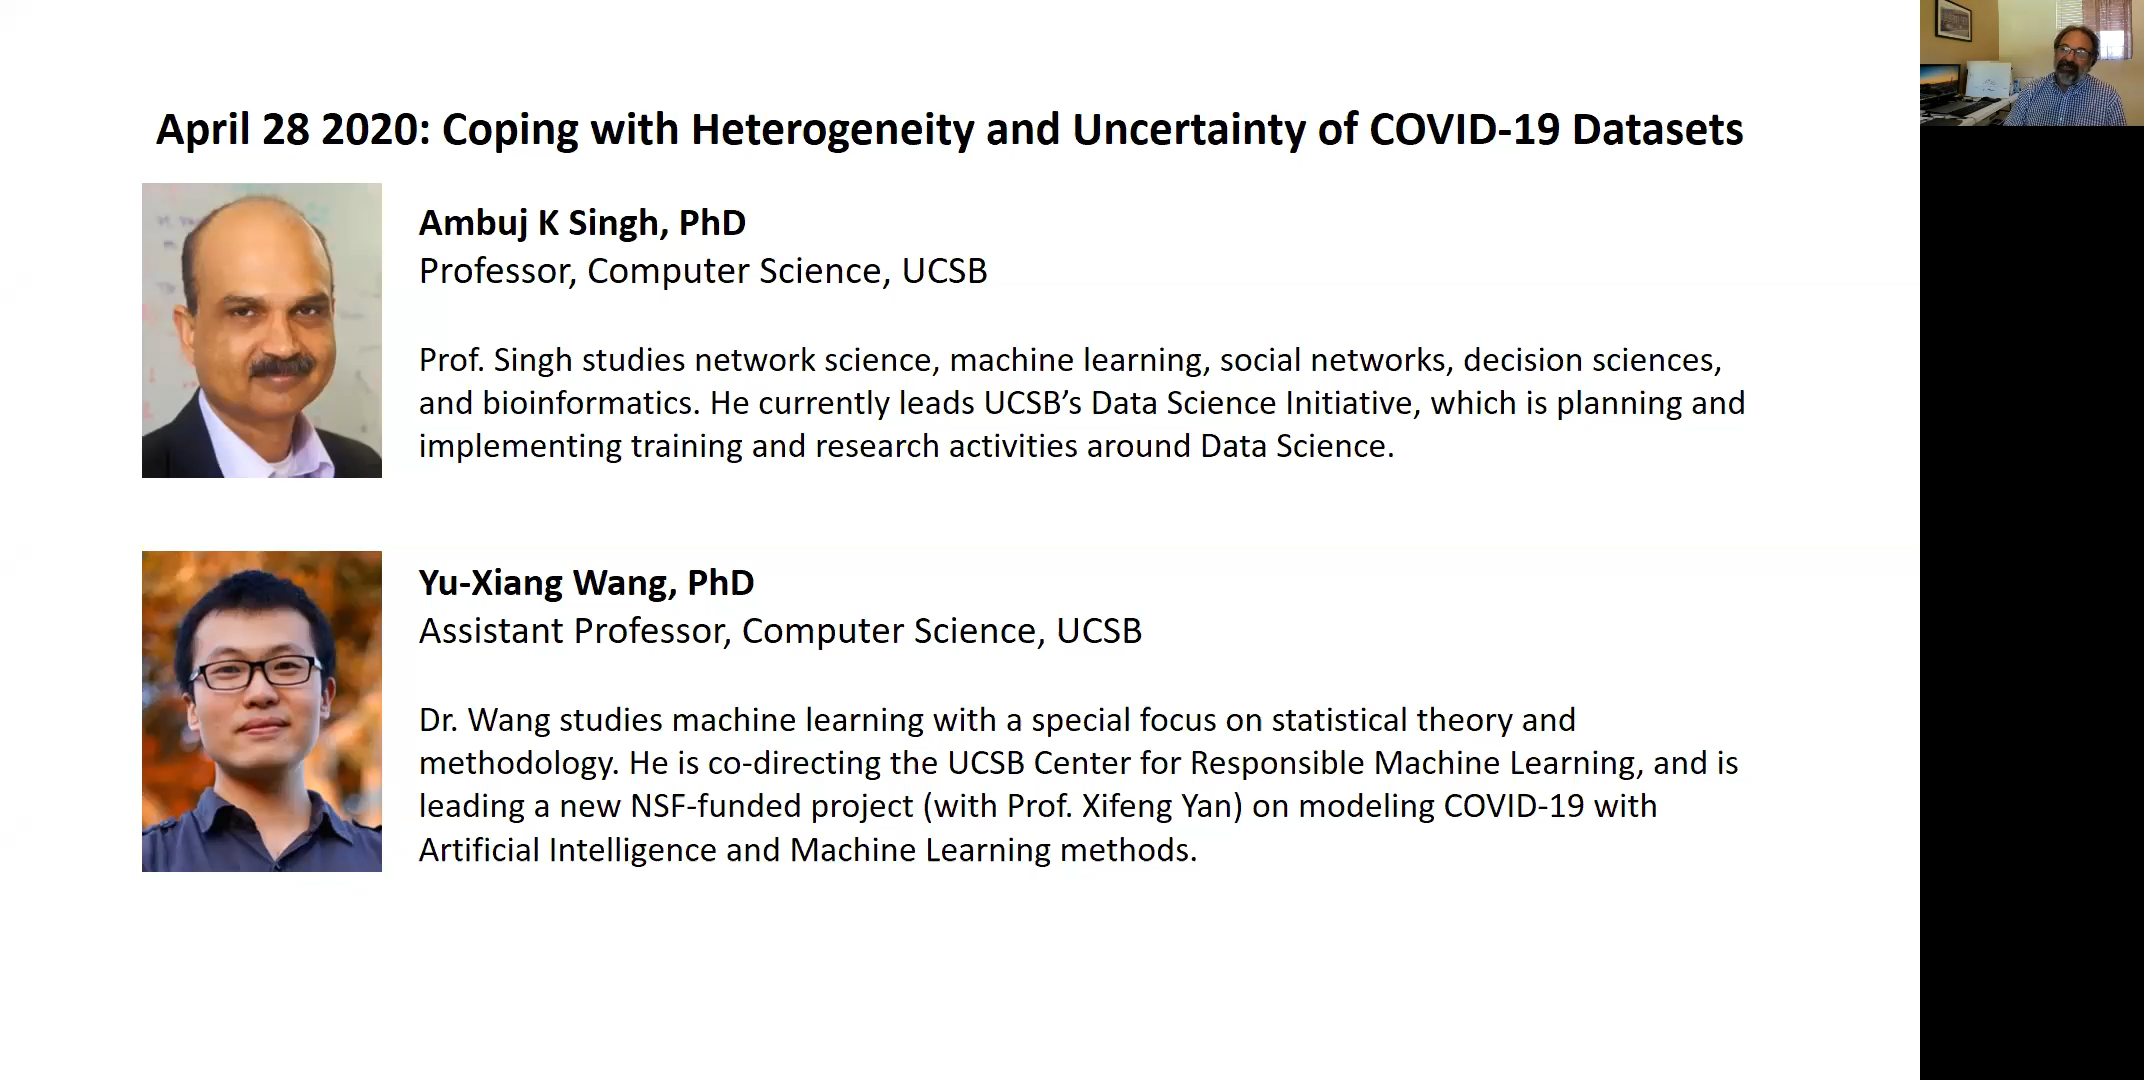 April 28 2020: Coping with Heterogeneity and Uncertainty of COVID-19 Datasets
Ambuj K Singh, PhD
Professor, Computer Science, UCSB
Prof. Singh studies network science, machine learning, social networks, decision sciences,
and bioinformatics. He currently leads UCSB’s Data Science Initiative, which is planning and
implementing training and research activities around Data Science.
Yu-Xiang Wang, PhD
Assistant Professor, Computer Science, UCSB
Dr. Wang studies machine learning with a special focus on statistical theory and
methodology. He is co-directing the UCSB Center for Responsible Machine Learning, and is
leading a new NSF-funded project (with Prof. Xifeng Yan) on modeling COVID-19 with
Artificial Intelligence and Machine Learning methods.